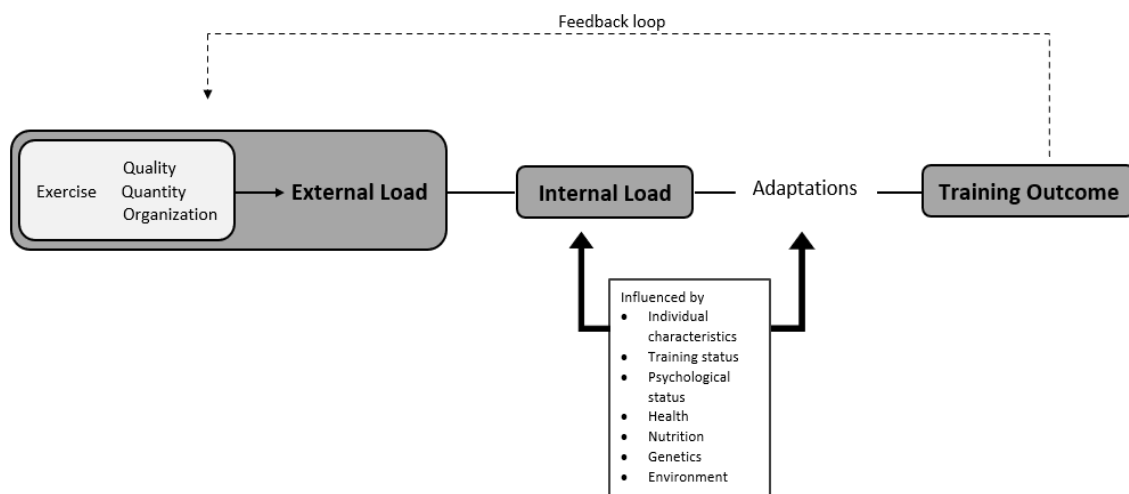 Feedback loop
Quality
Exercise Quantity
Organization
External Load
Internal Load
Adaptations
Training Outcome
Influenced by
• Individual
characteristics
• Training status
• Psychological
status
• Health
• Nutrition
• Genetics
• Environment